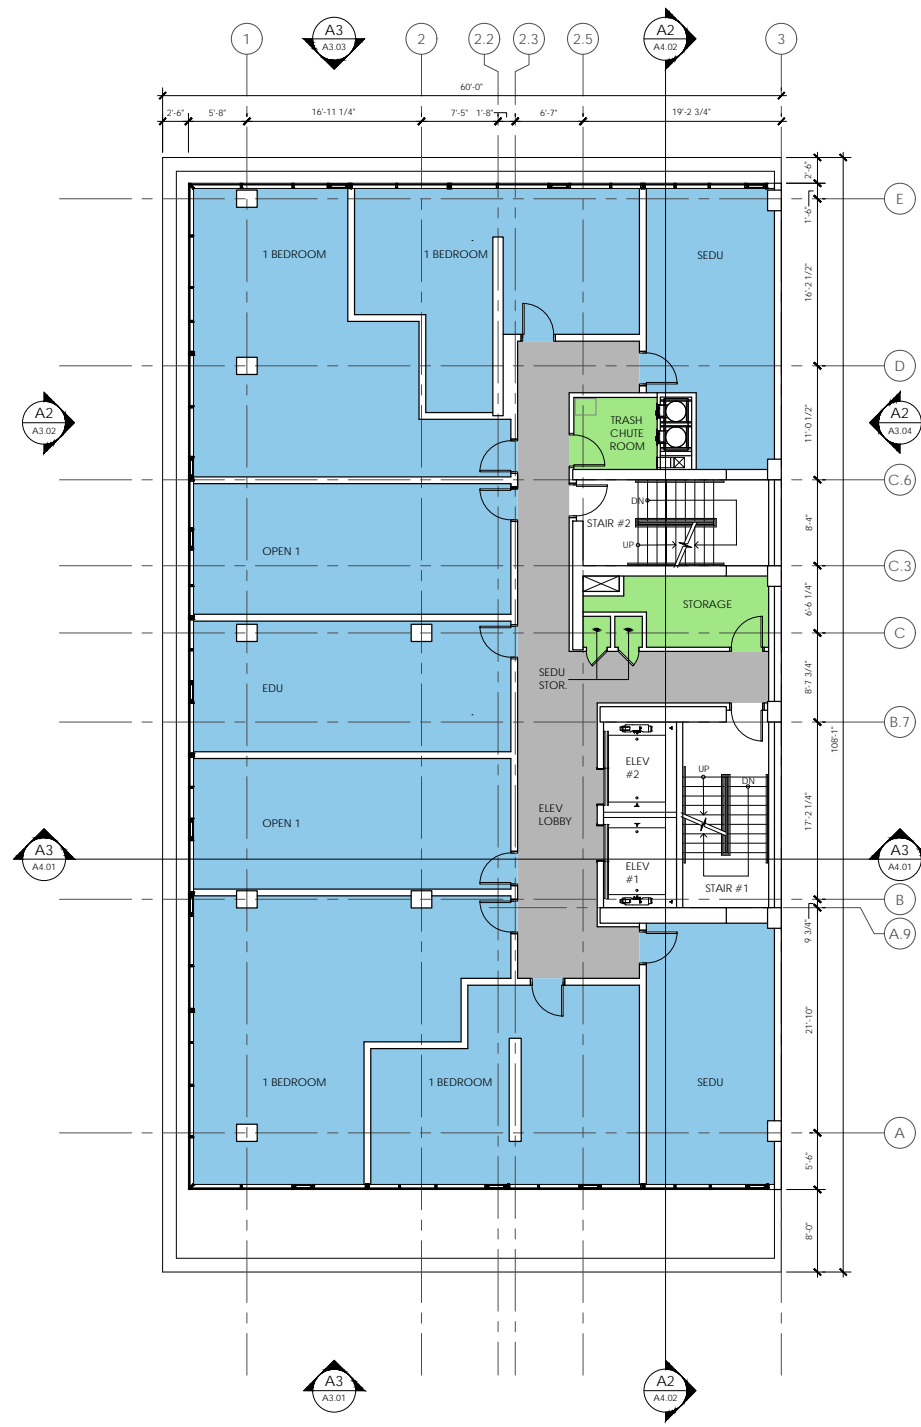 1
A3
A3.03
2
2.2
2.3
2.5
A2
A4.02
3
60'-0"
2'-6"
5'-8"
16'-11 1/4"
7'-5"
1'-8"
6'-7"
19'-2 3/4"
2'-6"
1'-6"
E
1 BEDROOM
1 BEDROOM
SEDU
16'-2 1/2"
D
A2
A3.02
TRASH
CHUTE
ROOM
11'-0 1/2"
A2
A3.04
C.6
DN
STAIR #2
UP
8'-4"
OPEN 1
C.3
STORAGE
6'-6 1/4"
C
SEDU
STOR.
EDU
8'-7 3/4"
B.7
108'-1"
ELEV
#2
UP
DN
ELEV
LOBBY
OPEN 1
17'-2 1/4"
A3
A4.01
ELEV
#1
STAIR #1
A3
A4.01
B
9 3/4"
A.9
21'-10"
1 BEDROOM
1 BEDROOM
SEDU
A
5'-6"
8'-0"
A3
A3.01
A2
A4.02